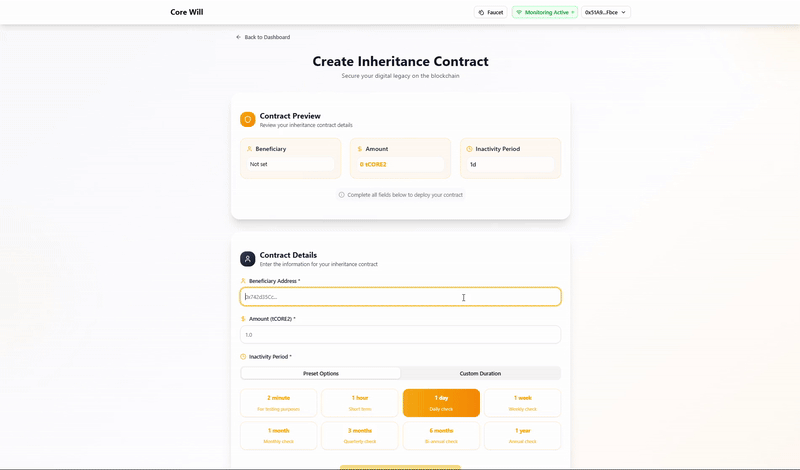 Core Will
Faucet
Monitoring Active
0x51A9...Fbce
Back to Dashboard
Create Inheritance Contract
Secure your digital legacy on the blockchain
Contract Preview
Review your inheritance contract details
Beneficiary
Not set
Amount
0 tCORE2
Inactivity Period
1d
Complete all fields below to deploy your contract
Contract Details
Enter the information for your inheritance contract
Beneficiary Address *
0x742d35Cc...
Amount (tCORE2) *
1.0
Inactivity Period *
Preset Options
Custom Duration
2 minute
For testing purposes
1 hour
Short term
1 day
Daily check
1 week
Weekly check
1 month
Monthly check
3 months
Quarterly check
6 months
Bi-annual check
1 year
Annual check